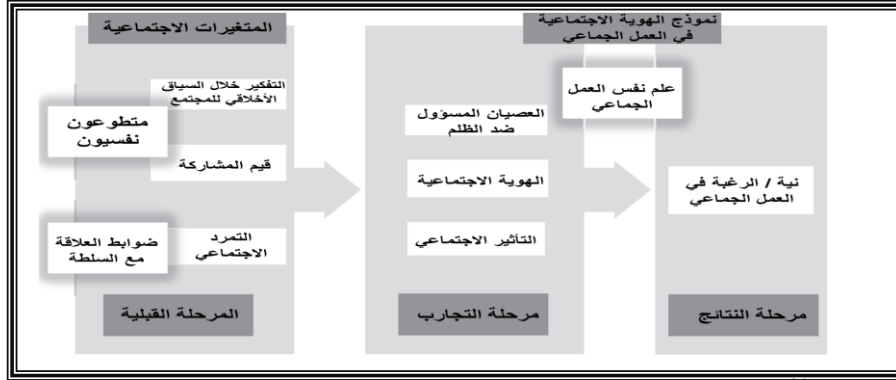 المتغيرات الاجتماعية
نموذج الهوية الاجتماعية
في العمل الجماعي
التفكير خلال السياق
الأخلاقي للمجتمع
متطوعون
نفسيون
قيم المشاركة
ضوابط العلاقة
مع السلطة
التمرد
الاجتماعي
المرحلة القبلية
علم نفس العمل
الجماعي
العصيان المسؤول
ضد الظلم
الهوية الاجتماعية
التأثير الاجتماعي
مرحلة التجارب
نية / الرغبة في
العمل الجماعي
مرحلة النتائج